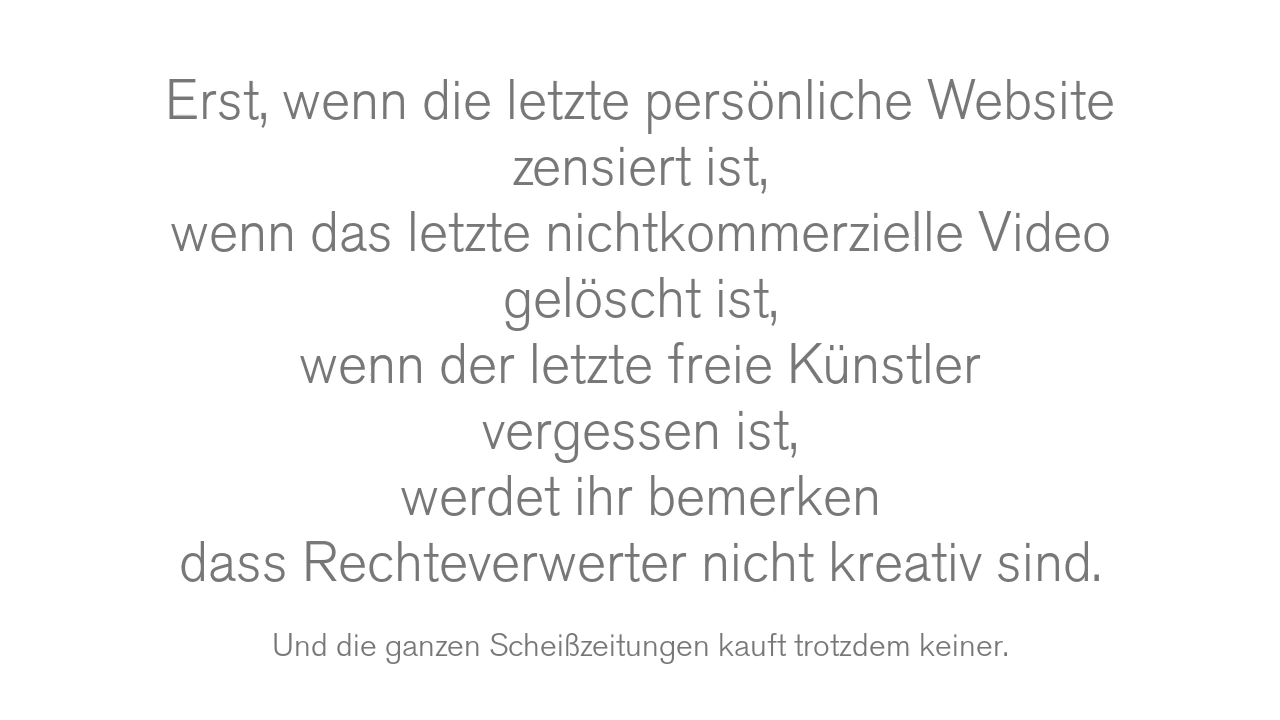 Erst, wenn die letzte persönliche Website
zensiert ist,
wenn das letzte nichtkommerzielle Video
gelöscht ist,
wenn der letzte freie Künstler
vergessen ist,
werdet ihr bemerken
dass Rechteverwerter nicht kreativ sind.
Und die ganzen Scheißzeitungen kauft trotzdem keiner.